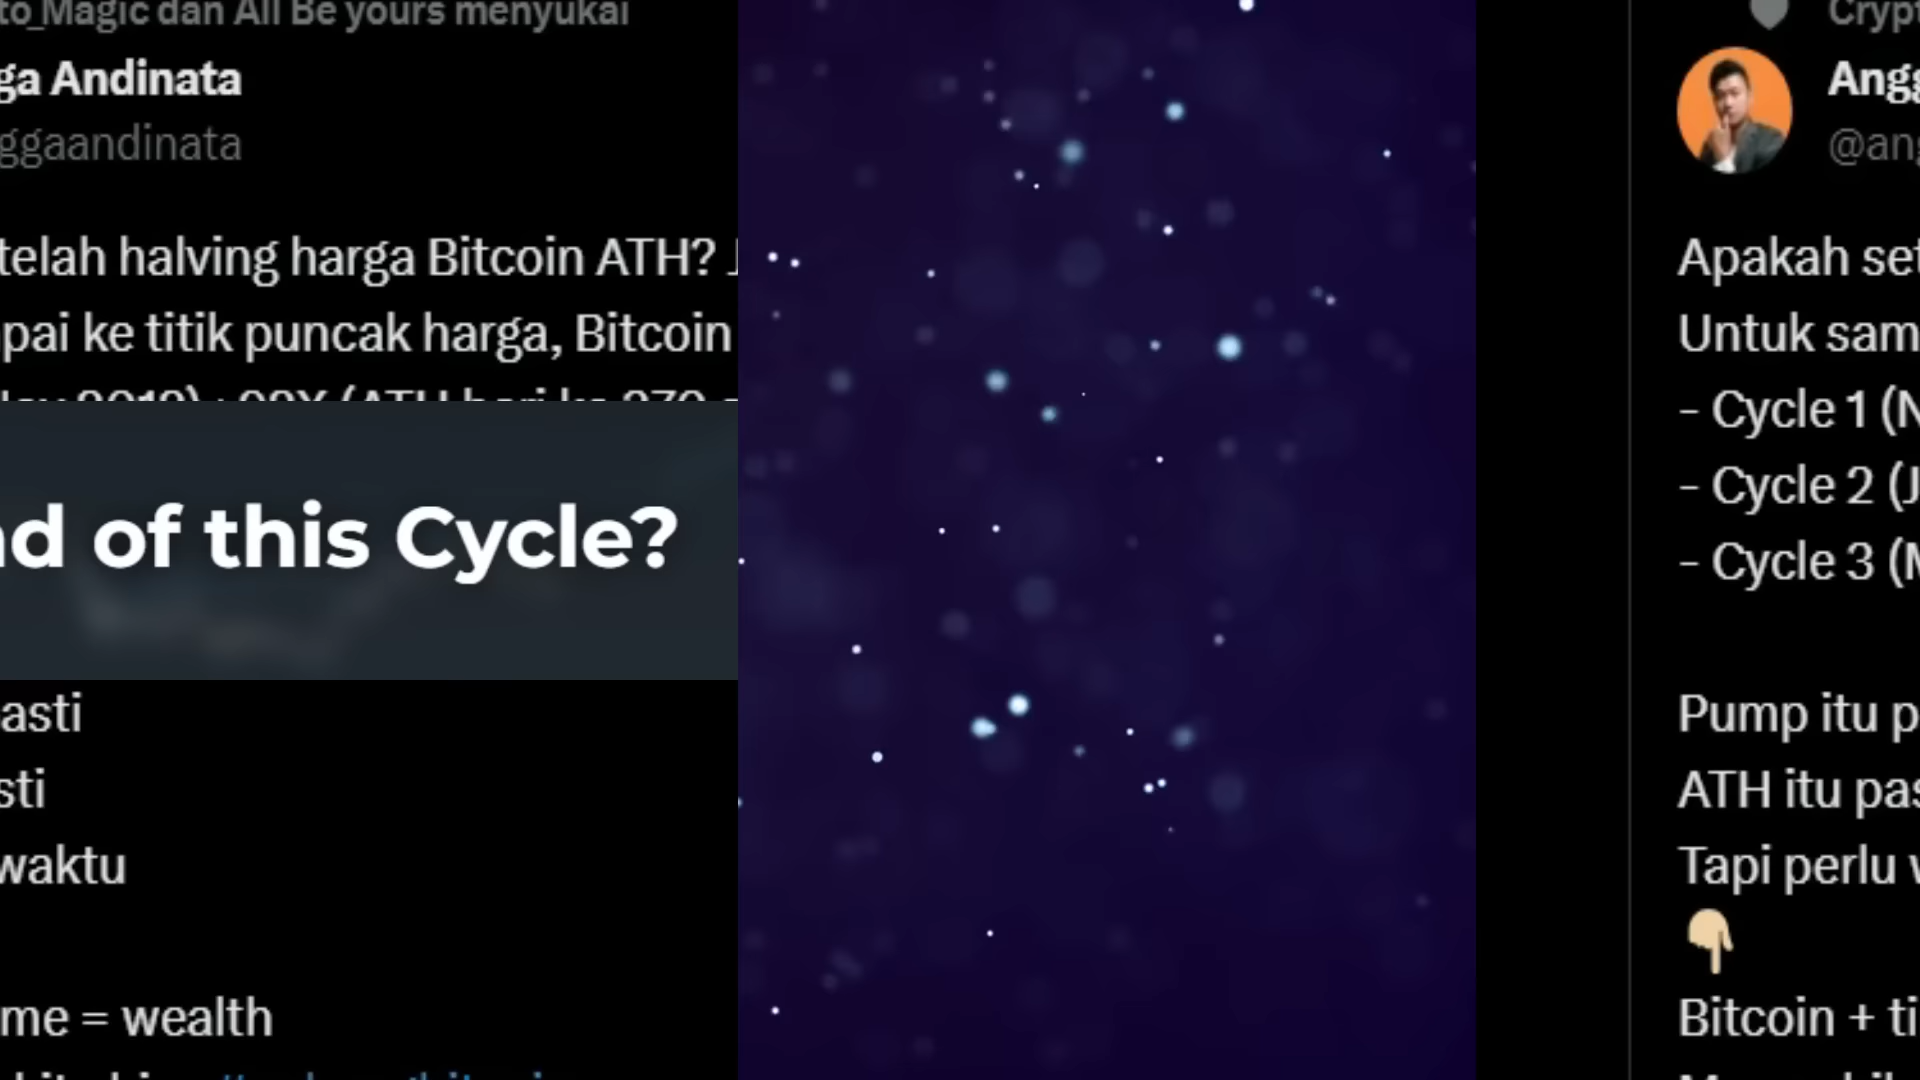 to_Magic dan All Be yours menyukai
ga Andinata
ggaandinata
telah halving harga Bitcoin ATH? J
pai ke titik puncak harga, Bitcoin
nd of this Cycle?
asti
sti
waktu
me = wealth
Cryp
Angg
@ang
Apakah set
Untuk sam
- Cycle 1 (N
- Cycle 2 (J
- Cycle 3 (M
Pump itu p
ATH itu pas
Tapi perlu w
👇🏼
Bitcoin + ti